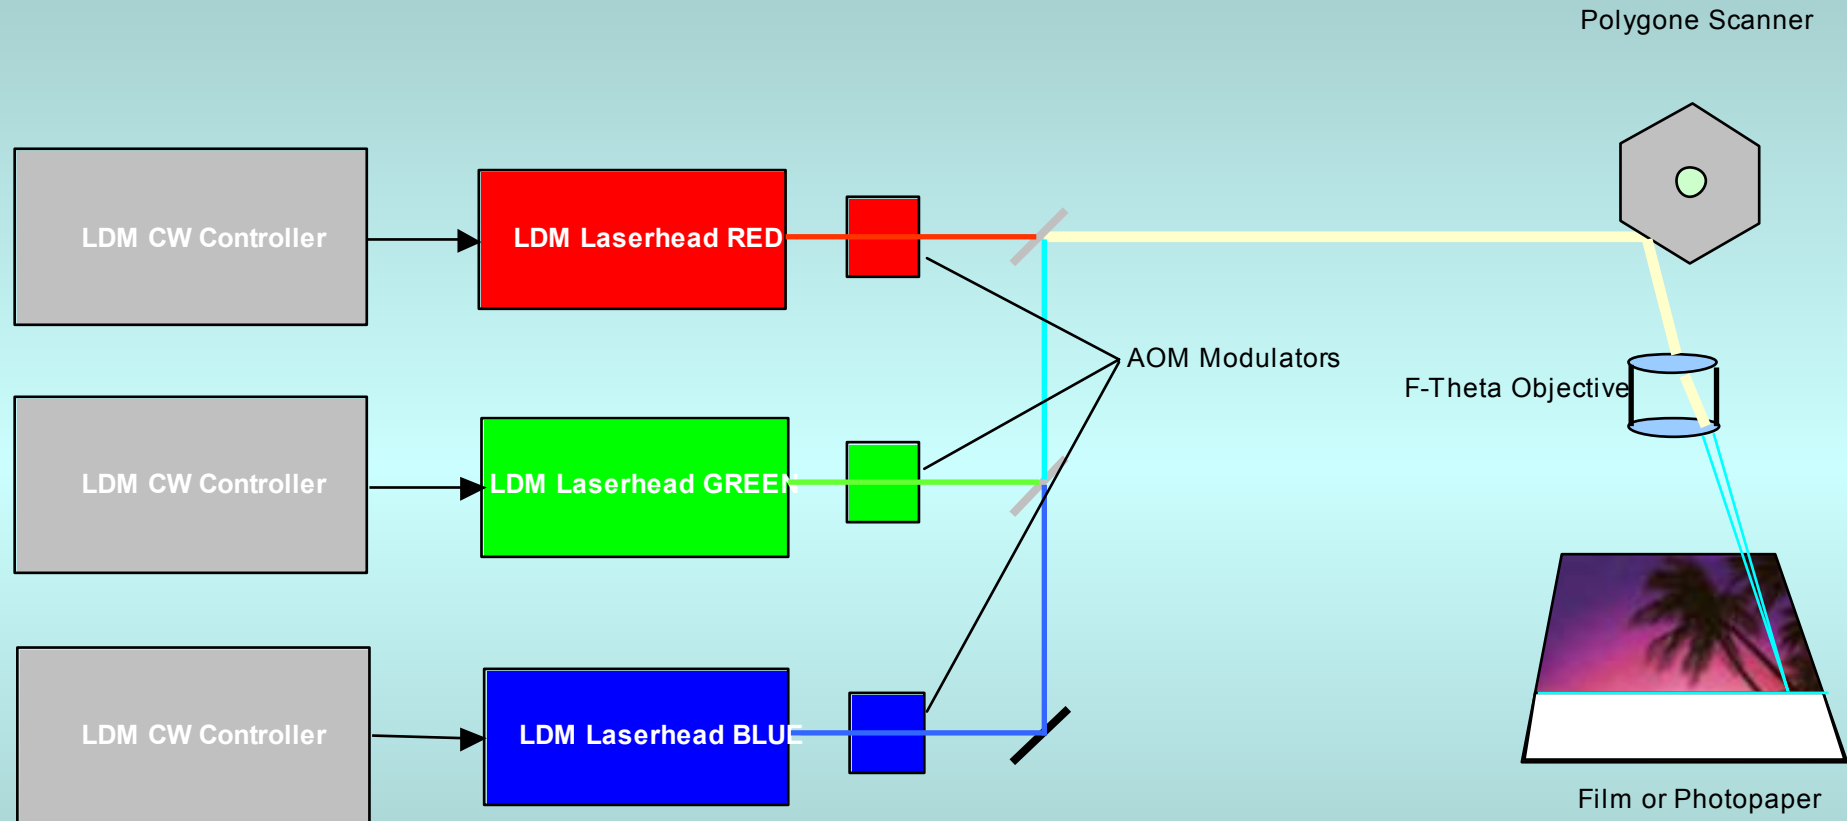 Polygone Scanner
LDM CW Controller
LDM Laserhead RED
AOM Modulators
F-Theta Objective
LDM CW Controller
LDM Laserhead GREEN
LDM CW Controller
LDM Laserhead BLUE
Film or Photopaper